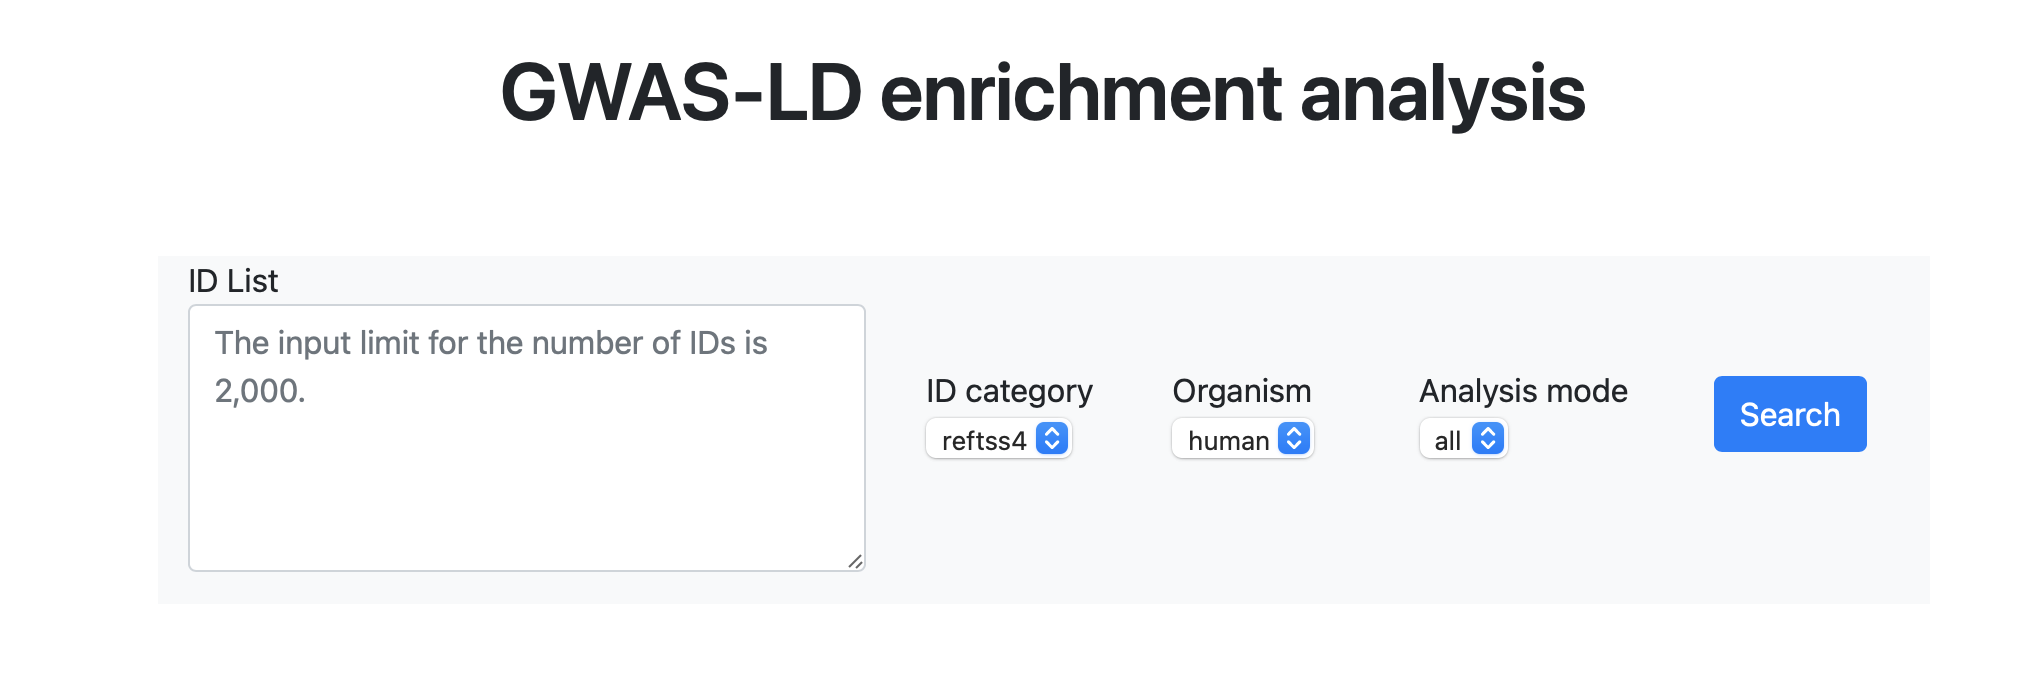 GWAS-LD enrichment analysis
ID List
The input limit for the number of IDs is
2,000.
ID category
reftss4
Organism
human
Analysis mode
all
Search